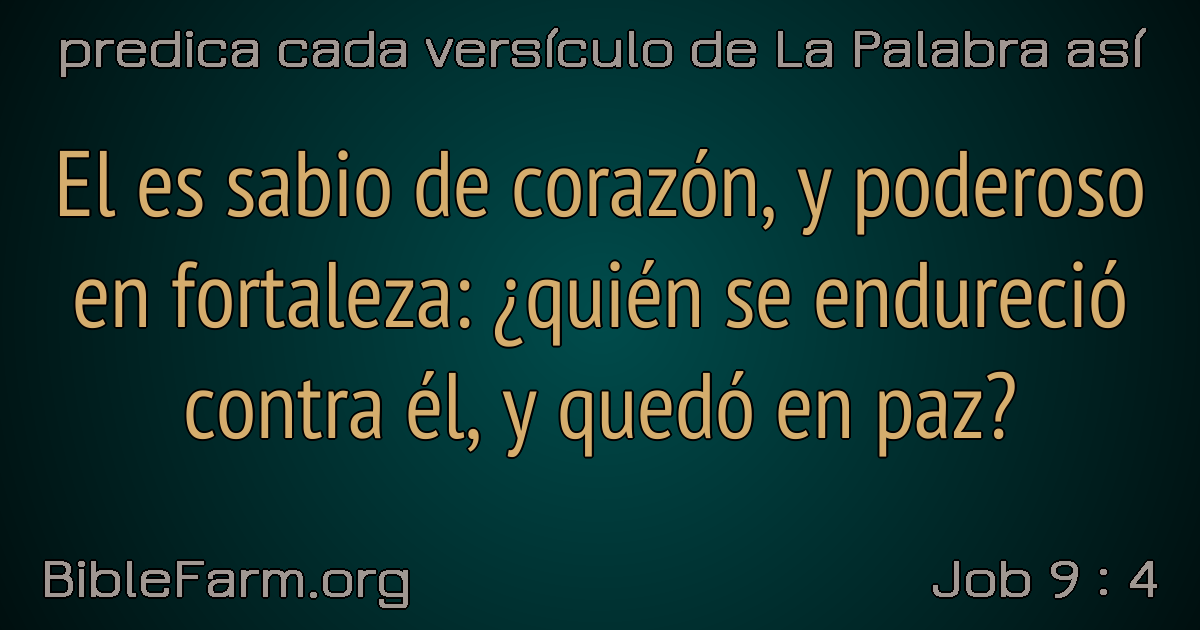 predica cada versículo de La Palabra así
El es sabio de corazón, y poderoso
en fortaleza: ¿quién se endureció
contra él, y quedó en paz?
BibleFarm.org
Job 9 : 4